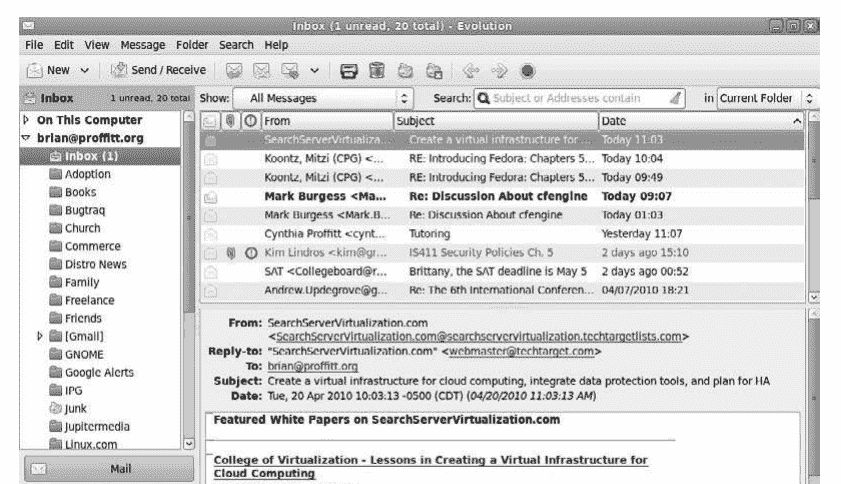 Inbox (1 unread, 20 total) - Evolution
File Edit View Message Folder Search Help
New Send / Receive
Inbox 1 unread, 20 total Show: All Messages Search: Subject or Addresses contain in Current Folder
On This Computer
brian@proffitt.org
Inbox (1)
Adoption
Books
Bugtraq
Church
Commerce
Distro News
Family
Freelance
Friends
[Gmail]
GNOME
Google Alerts
IPG
Junk
Jupitermedia
Linux.com
Mail
From Subject Date
SearchServerVirtualiza... Create a virtual infrastructure for ... Today 11:03
Koontz, Mitzi (CPG) <... RE: Introducing Fedora: Chapters 5... Today 10:04
Koontz, Mitzi (CPG) <... RE: Introducing Fedora: Chapters 5... Today 09:49
Mark Burgess <Ma... Re: Discussion About cfengine Today 09:07
Mark Burgess <Mark.B... Re: Discussion About cfengine Today 01:03
Cynthia Proffitt <cynt... Tutoring Yesterday 11:07
Kim Lindros <kim@gr... IS411 Security Policies Ch. 5 2 days ago 15:10
SAT <Collegeboard@r... Brittany, the SAT deadline is May 5 2 days ago 00:52
Andrew.Updegrove@g... Re: The 6th International Conferen... 04/07/2010 18:21
From: SearchServerVirtualization.com
<SearchServerVirtualization.com@searchservervirtualization.techtargetlists.com>
Reply-to: "SearchServerVirtualization.com" <webmaster@techtarget.com>
To: brian@proffitt.org
Subject: Create a virtual infrastructure for cloud computing, integrate data protection tools, and plan for HA
Date: Tue, 20 Apr 2010 10:03:13 -0500 (CDT) (04/20/2010 11:03:13 AM)
Featured White Papers on SearchServerVirtualization.com
College of Virtualization - Lessons in Creating a Virtual Infrastructure for
Cloud Computing